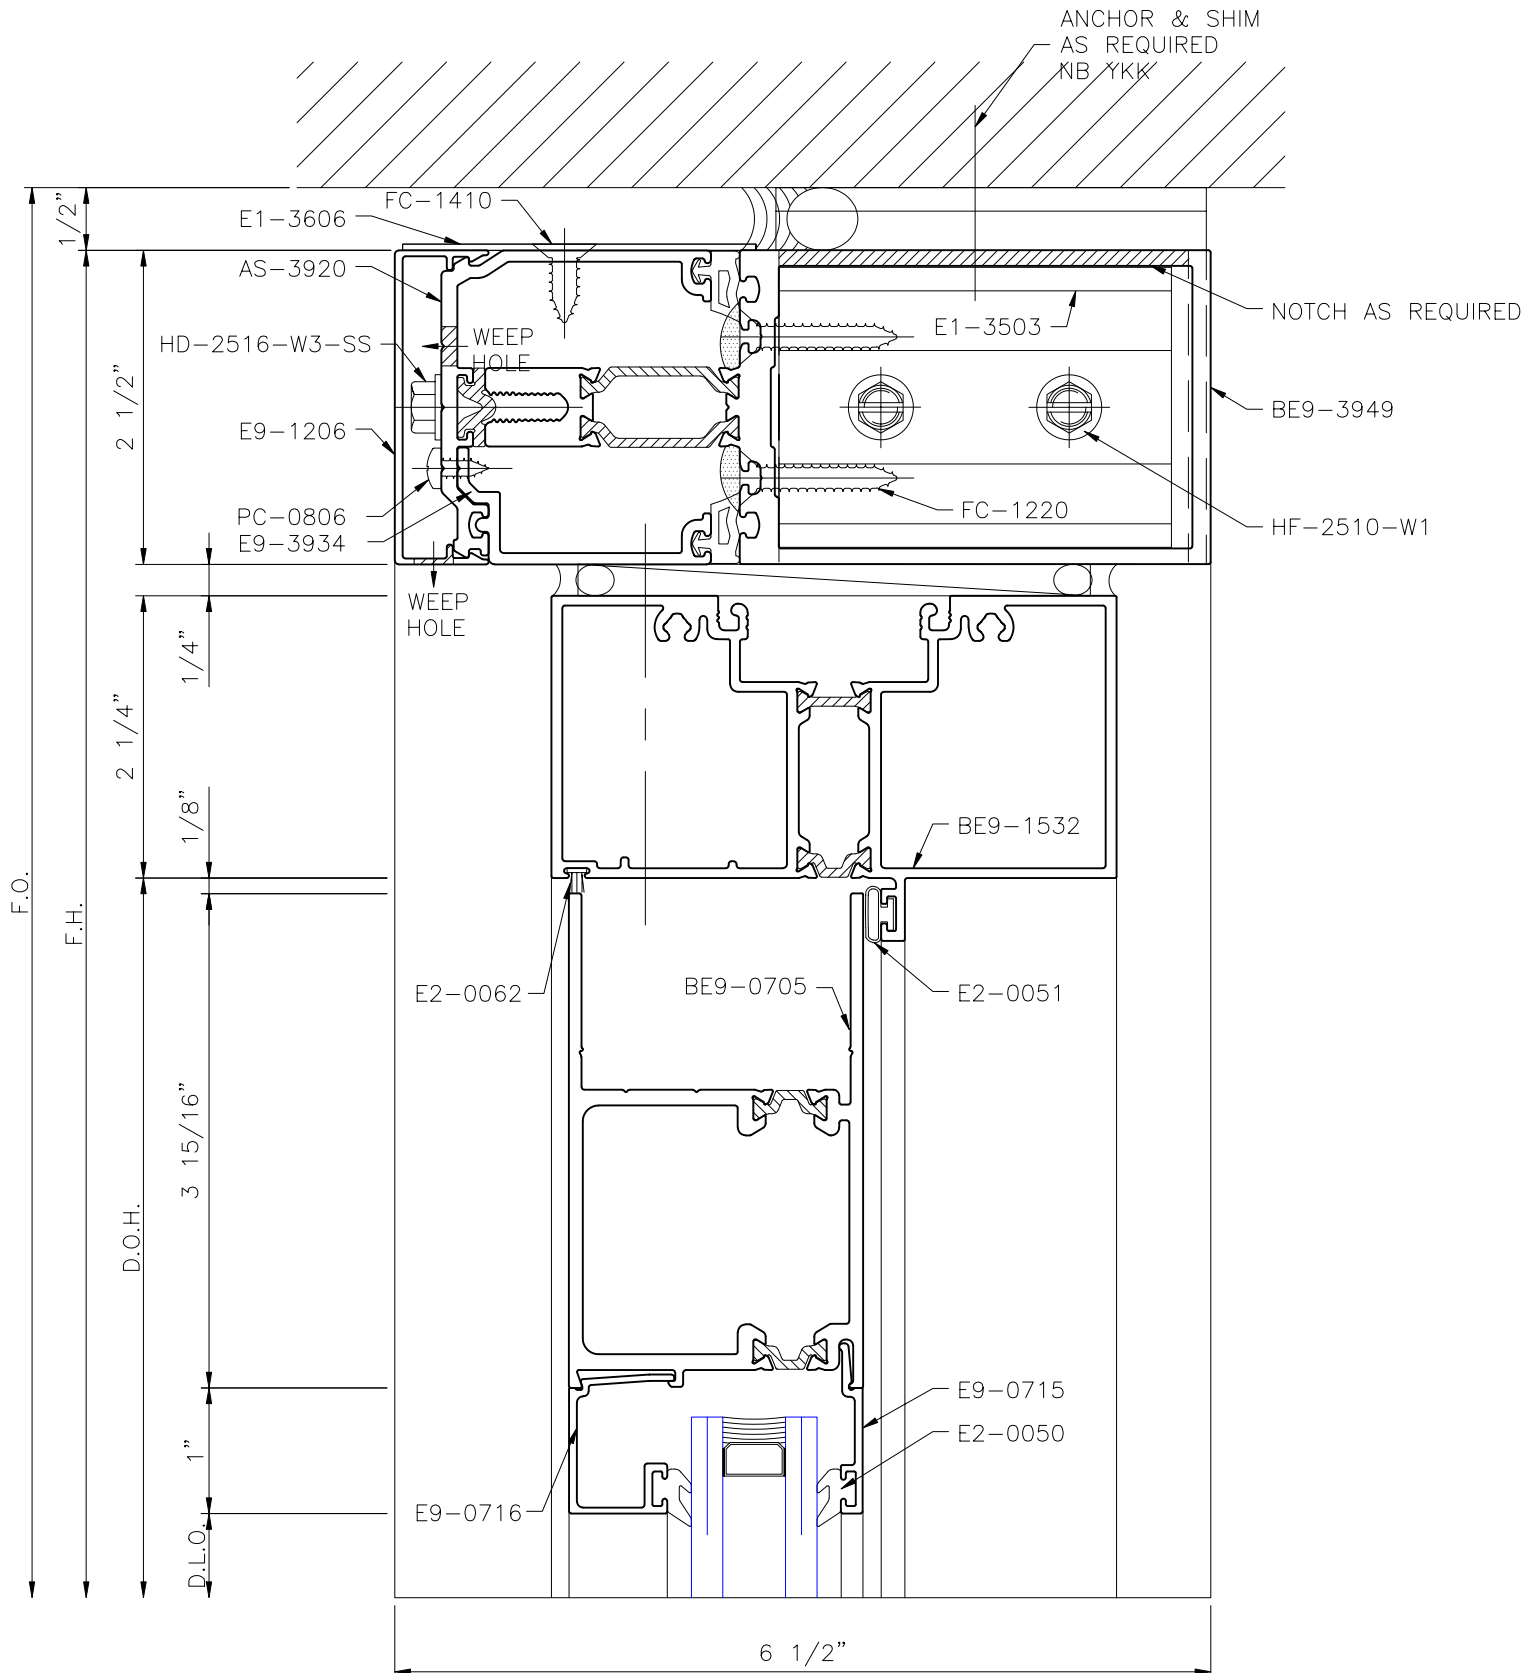 ANCHOR & SHIM
AS REQUIRED
NB YKK
1/2"
FC-1410
E1-3606
AS-3920
HD-2516-W3-SS
WEEP
HOLE
E9-1206
PC-0806
E9-3934
WEEP
HOLE
E1-3503
NOTCH AS REQUIRED
BE9-3949
FC-1220
HF-2510-W1
2 1/2"
1/4"
2 1/4"
1/8"
BE9-1532
F.O.
F.H.
D.O.H.
E2-0062
BE9-0705
E2-0051
3 15/16"
E9-0715
E2-0050
1"
E9-0716
D.L.O.
6 1/2"